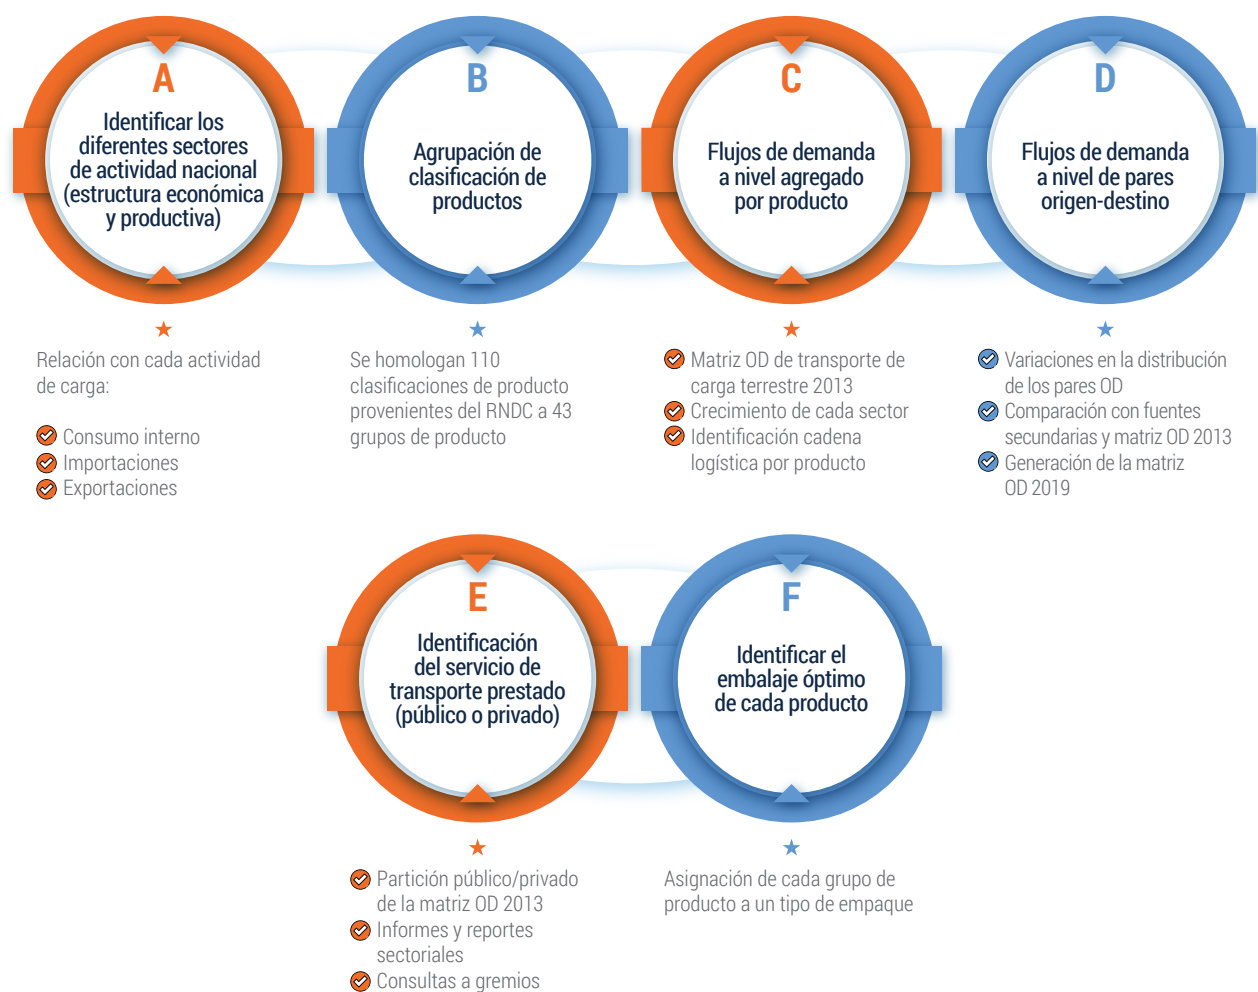 A
Identificar los
diferentes sectores
de actividad nacional
(estructura económica
y productiva)
Relación con cada actividad
de carga:
Consumo interno
Importaciones
Exportaciones
B
Agrupación de
clasificación de
productos
Se homologan 110
clasificaciones de producto
provenientes del RNDC a 43
grupos de producto
C
Flujos de demanda
a nivel agregado
por producto
Matriz OD de transporte de
carga terrestre 2013
Crecimiento de cada sector
Identificación cadena
logística por producto
D
Flujos de demanda
a nivel de pares
origen-destino
Variaciones en la distribución
de los pares OD
Comparación con fuentes
secundarias y matriz OD 2013
Generación de la matriz
OD 2019
E
Identificación
del servicio de
transporte prestado
(público o privado)
Partición público/privado
de la matriz OD 2013
Informes y reportes
sectoriales
Consultas a gremios
F
Identificar el
embalaje óptimo
de cada producto
Asignación de cada grupo de
producto a un tipo de empaque